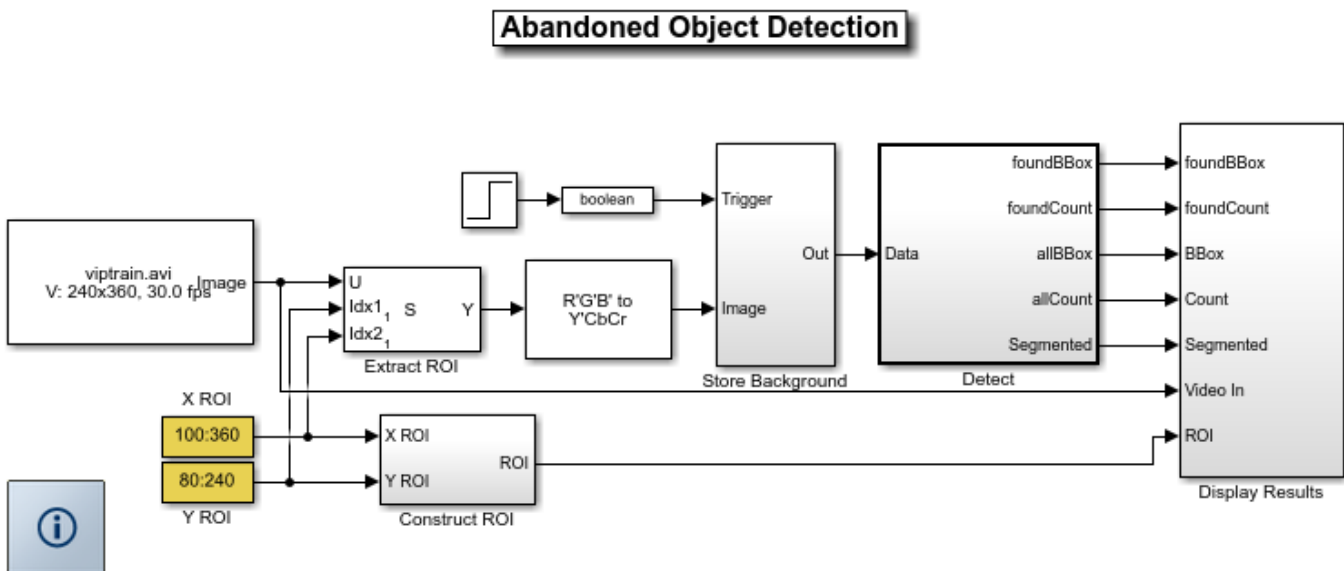 Abandoned Object Detection
viptrain.avi
V: 240x360, 30.0 fps
Image
boolean
U
Idx1 1
Idx2 1
S
Y
Extract ROI
R'G'B' to
Y'CbCr
Trigger
Image
Out
Store Background
Data
foundBBox
foundCount
allBBox
allCount
Segmented
Detect
foundBBox
foundCount
BBox
Count
Segmented
Video In
ROI
Display Results
X ROI
100:360
80:240
Y ROI
X ROI
Y ROI
ROI
Construct ROI
i